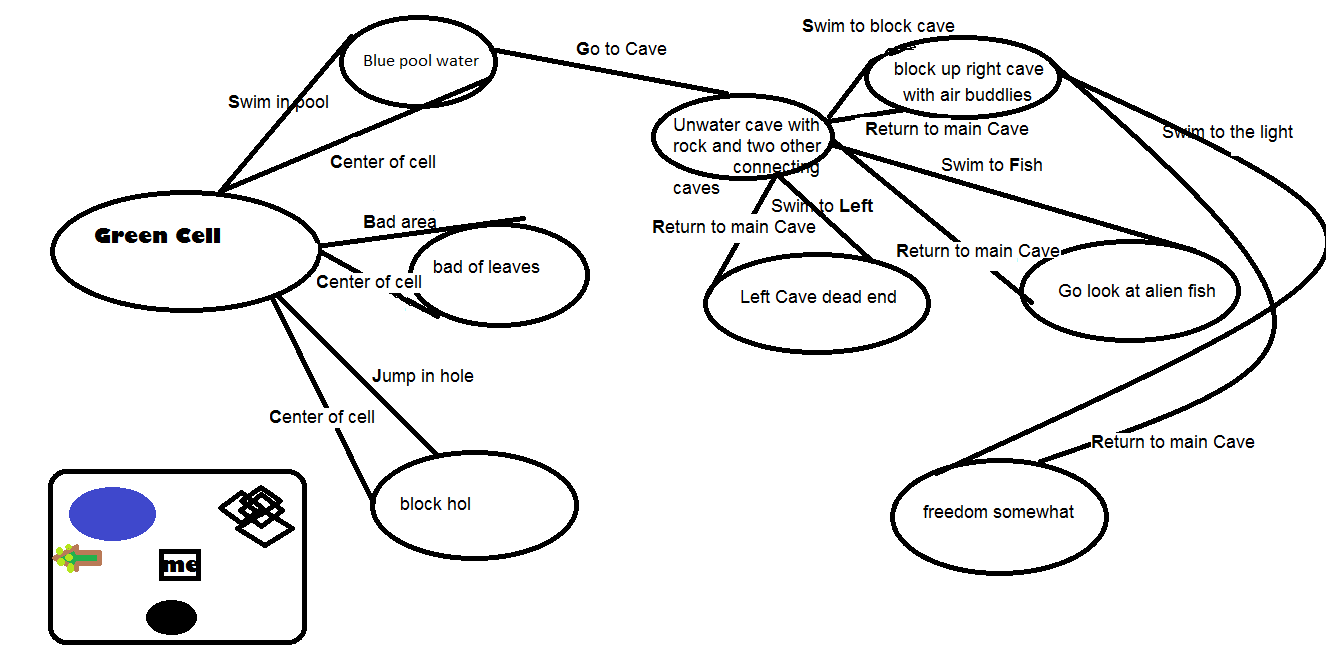 Swim to block cave
Go to Cave
Blue pool water
block up right cave
with air buddlies
Swim in pool
Unwater cave with
rock and two other
connecting
caves
Return to main Cave
Swim to the light
Center of cell
Swim to Fish
Bad area
Swim to Left
Return to main Cave
Green Cell
Return to main Cave
bad of leaves
Center of cell
Left Cave dead end
Go look at alien fish
Jump in hole
Center of cell
Return to main Cave
block hol
freedom somewhat
me